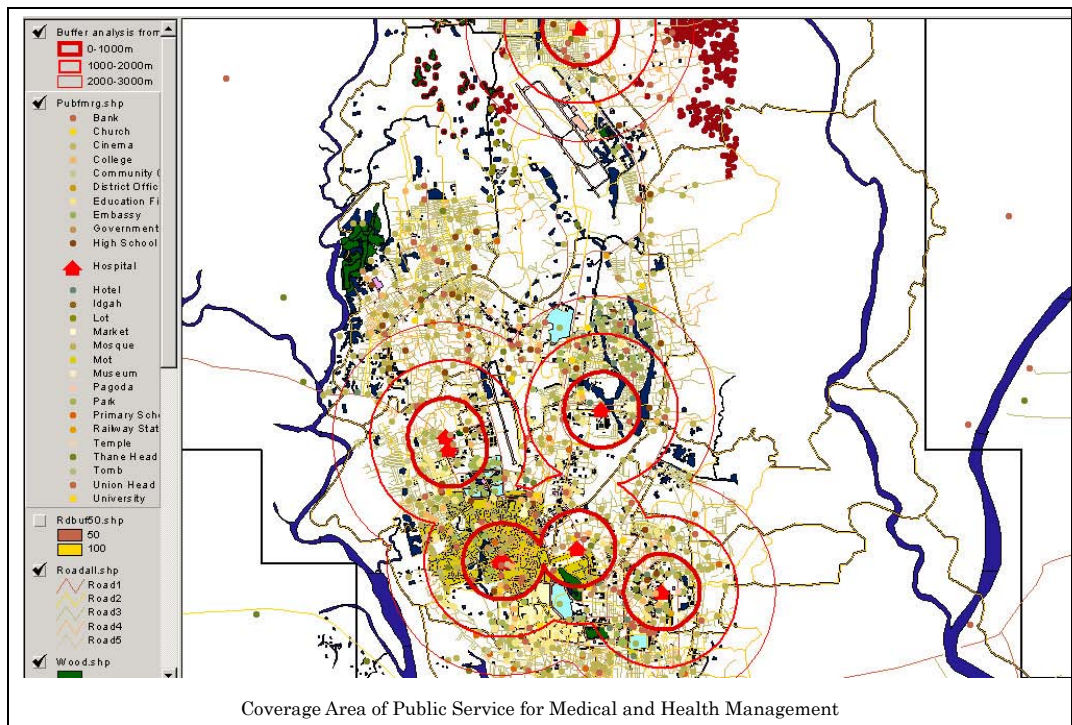 Buffer analysis from
0-1000m
1000-2000m
2000-3000m
Pubfmrg.shp
Bank
Church
Cinema
College
Community C
District Offic
Education Fi
Embassy
Government
High School
Hospital
Hotel
Idgah
Lot
Market
Mosque
Mot
Museum
Pagoda
Park
Primary Scho
Railway Stat
Temple
Thane Head
Tomb
Union Head
University
Rdbuf50.shp
50
100
Roadall.shp
Road1
Road2
Road3
Road4
Road5
Wood.shp
Coverage Area of Public Service for Medical and Health Management